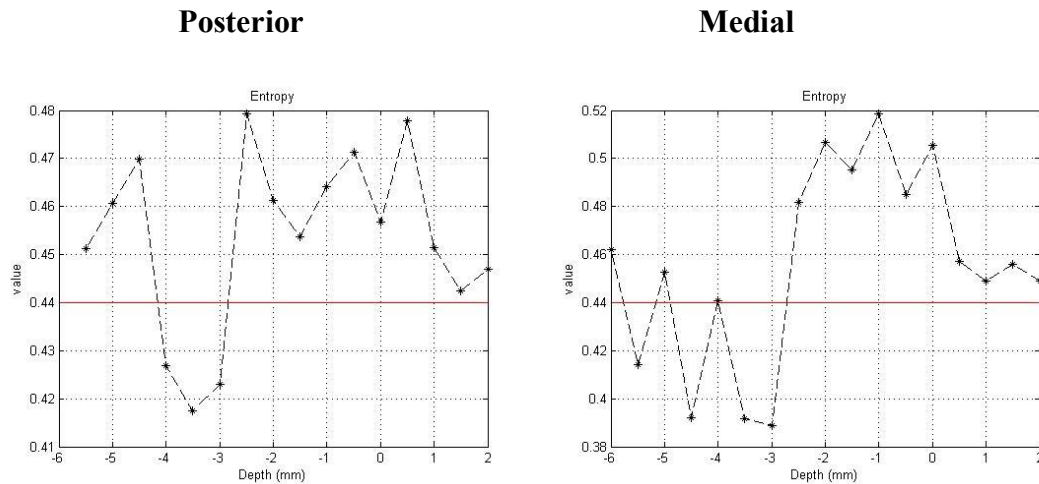 Posterior
Medial
Entropy
0.48
0.47
0.46
0.45
0.44
0.43
0.42
0.41
value
-6 -5 -4 -3 -2 -1 0 1 2
Depth (mm)
Entropy
0.52
0.5
0.48
0.46
0.44
0.42
0.4
0.38
value
-6 -5 -4 -3 -2 -1 0 1 2
Depth (mm)